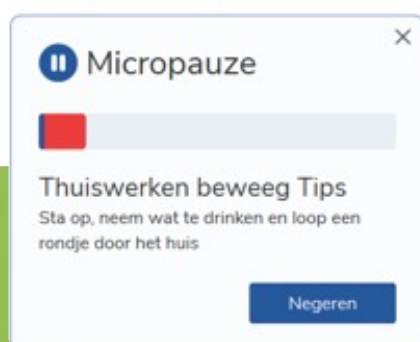 Micropauze
Thuiswerken beweeg Tips
Sta op, neem wat te drinken en loop een
rondje door het huis
Negeren